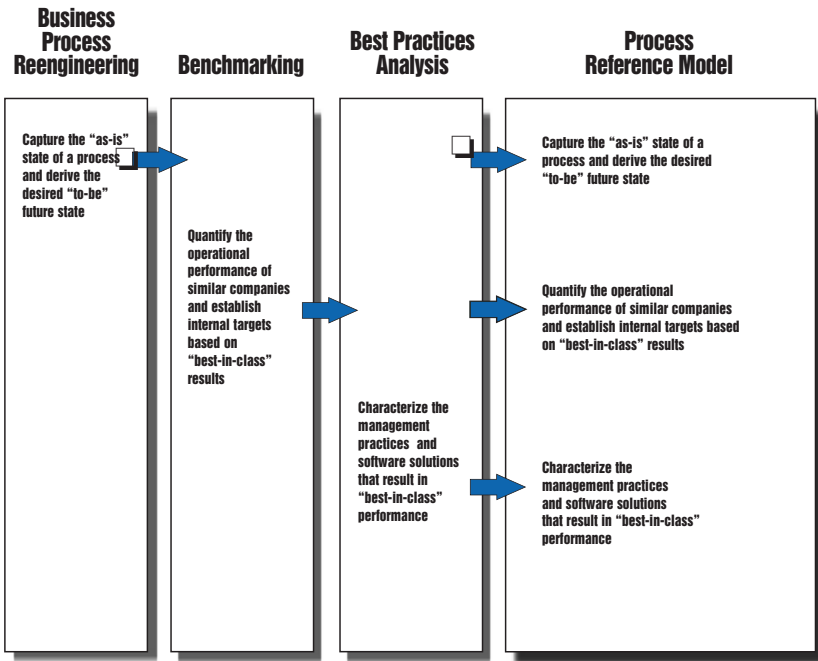 Business
Process
Reengineering
Benchmarking
Best Practices
Analysis
Process
Reference Model
Capture the “as-is”
state of a process
and derive the
desired “to-be”
future state
Quantify the
operational
performance of
similar companies
and establish
internal targets
based on
“best-in-class”
results
Characterize the
management
practices and
software solutions
that result in
“best-in-class”
performance
Capture the “as-is” state of a
process and derive the desired
“to-be” future state
Quantify the operational
performance of similar companies
and establish internal targets based
on “best-in-class” results
Characterize the
management practices
and software solutions
that result in “best-in-class”
performance